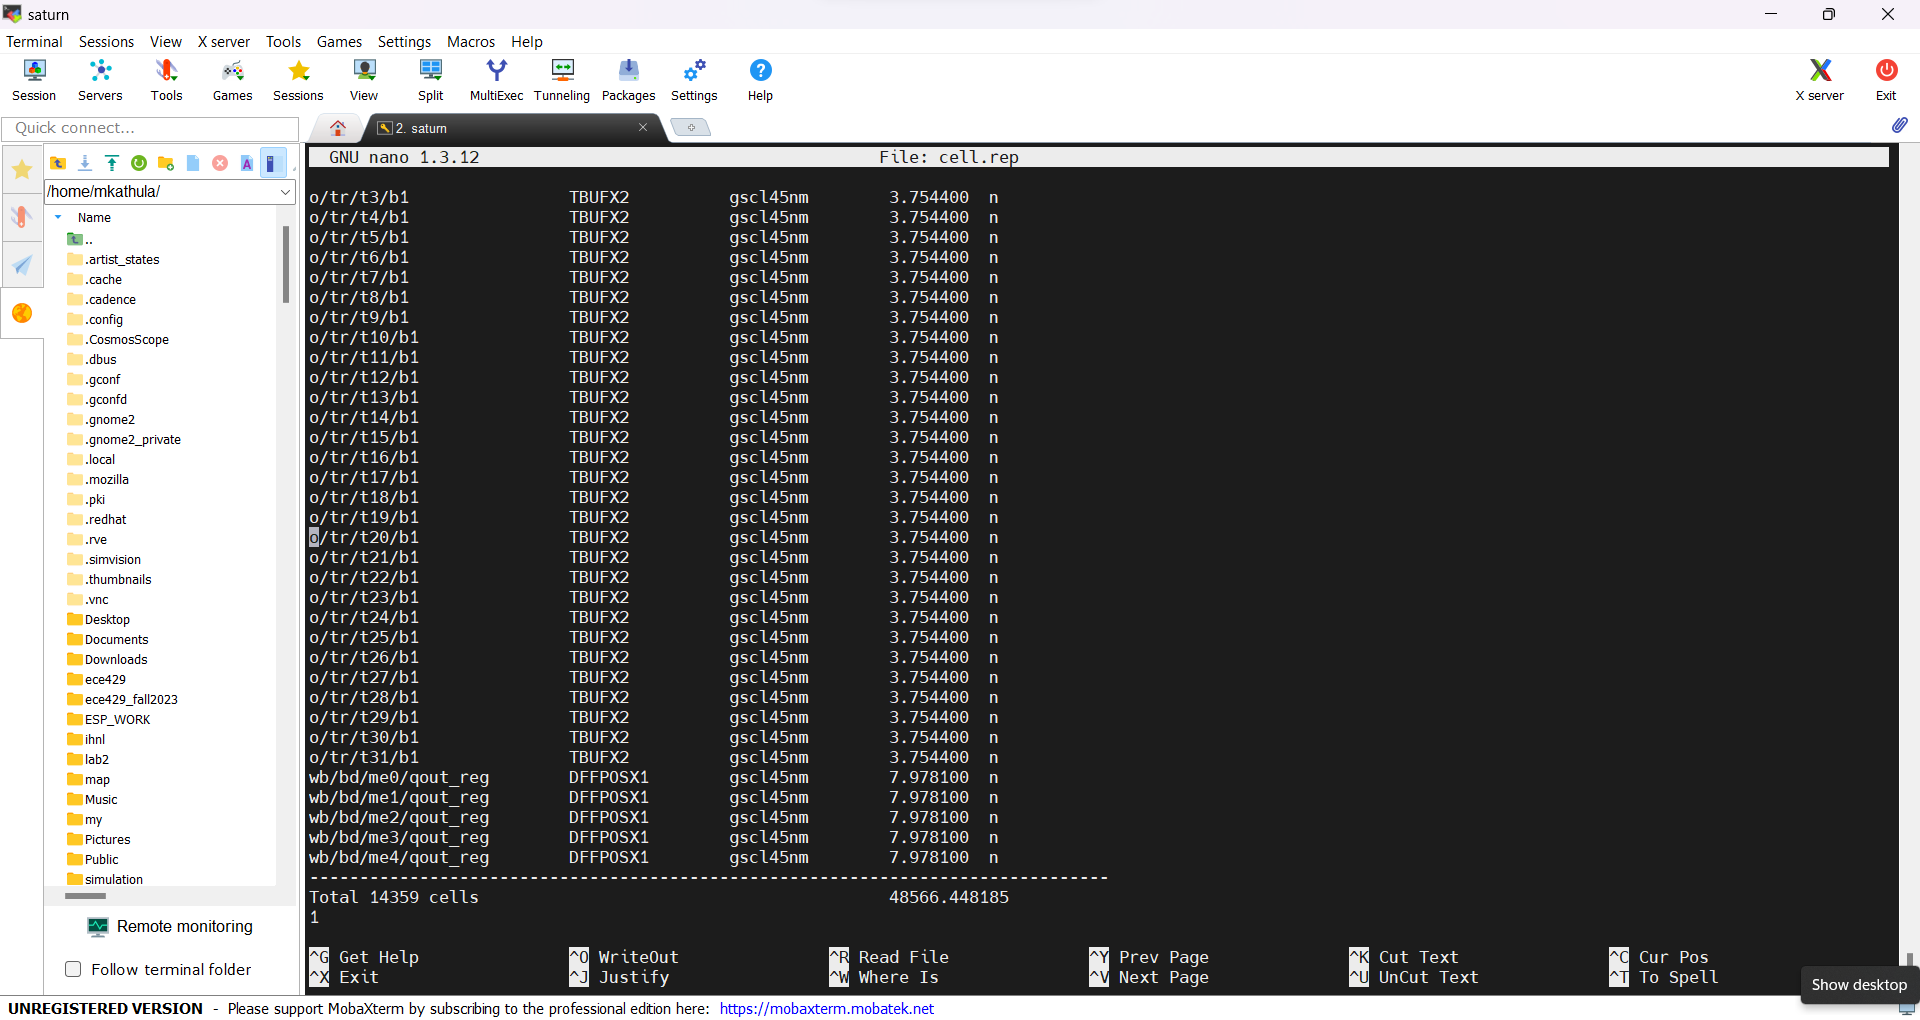 saturn
Terminal Sessions View X server Tools Games Settings Macros Help
Session Servers Tools Games Sessions View Split MultiExec Tunneling Packages Settings Help X server Exit
Quick connect...
2. saturn
/home/mkathula/
Name
..
.artist_states
.cache
.cadence
.config
.CosmosScope
.dbus
.gconf
.gconfd
.gnome2
.gnome2_private
.local
.mozilla
.pki
.redhat
.rve
.simvision
.thumbnails
.vnc
Desktop
Documents
Downloads
ece429
ece429_fall2023
ESP_WORK
ihnl
lab2
map
Music
my
Pictures
Public
simulation
Remote monitoring
Follow terminal folder
GNU nano 1.3.12 File: cell.rep
o/tr/t3/b1 TBUFX2 gscl45nm 3.754400 n
o/tr/t4/b1 TBUFX2 gscl45nm 3.754400 n
o/tr/t5/b1 TBUFX2 gscl45nm 3.754400 n
o/tr/t6/b1 TBUFX2 gscl45nm 3.754400 n
o/tr/t7/b1 TBUFX2 gscl45nm 3.754400 n
o/tr/t8/b1 TBUFX2 gscl45nm 3.754400 n
o/tr/t9/b1 TBUFX2 gscl45nm 3.754400 n
o/tr/t10/b1 TBUFX2 gscl45nm 3.754400 n
o/tr/t11/b1 TBUFX2 gscl45nm 3.754400 n
o/tr/t12/b1 TBUFX2 gscl45nm 3.754400 n
o/tr/t13/b1 TBUFX2 gscl45nm 3.754400 n
o/tr/t14/b1 TBUFX2 gscl45nm 3.754400 n
o/tr/t15/b1 TBUFX2 gscl45nm 3.754400 n
o/tr/t16/b1 TBUFX2 gscl45nm 3.754400 n
o/tr/t17/b1 TBUFX2 gscl45nm 3.754400 n
o/tr/t18/b1 TBUFX2 gscl45nm 3.754400 n
o/tr/t19/b1 TBUFX2 gscl45nm 3.754400 n
o/tr/t20/b1 TBUFX2 gscl45nm 3.754400 n
o/tr/t21/b1 TBUFX2 gscl45nm 3.754400 n
o/tr/t22/b1 TBUFX2 gscl45nm 3.754400 n
o/tr/t23/b1 TBUFX2 gscl45nm 3.754400 n
o/tr/t24/b1 TBUFX2 gscl45nm 3.754400 n
o/tr/t25/b1 TBUFX2 gscl45nm 3.754400 n
o/tr/t26/b1 TBUFX2 gscl45nm 3.754400 n
o/tr/t27/b1 TBUFX2 gscl45nm 3.754400 n
o/tr/t28/b1 TBUFX2 gscl45nm 3.754400 n
o/tr/t29/b1 TBUFX2 gscl45nm 3.754400 n
o/tr/t30/b1 TBUFX2 gscl45nm 3.754400 n
o/tr/t31/b1 TBUFX2 gscl45nm 3.754400 n
wb/bd/me0/qout_reg DFFPOSX1 gscl45nm 7.978100 n
wb/bd/me1/qout_reg DFFPOSX1 gscl45nm 7.978100 n
wb/bd/me2/qout_reg DFFPOSX1 gscl45nm 7.978100 n
wb/bd/me3/qout_reg DFFPOSX1 gscl45nm 7.978100 n
wb/bd/me4/qout_reg DFFPOSX1 gscl45nm 7.978100 n
--------------------------------------------------------------------------------
Total 14359 cells 48566.448185
1
^G Get Help ^O WriteOut ^R Read File ^Y Prev Page ^K Cut Text ^C Cur Pos
^X Exit ^J Justify ^W Where Is ^V Next Page ^U UnCut Text ^T To Spell
Show desktop
UNREGISTERED VERSION - Please support MobaXterm by subscribing to the professional edition here: https://mobaxterm.mobatek.net